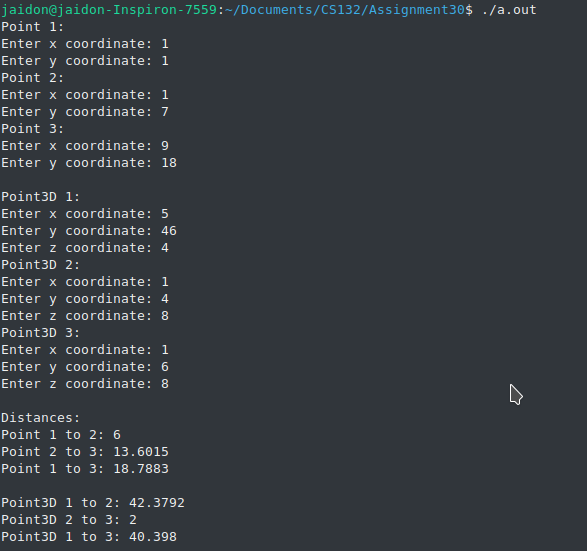 jaidon@jaidon-Inspiron-7559:~/Documents/CS132/Assignment30$ ./a.out
Point 1:
Enter x coordinate: 1
Enter y coordinate: 1
Point 2:
Enter x coordinate: 1
Enter y coordinate: 7
Point 3:
Enter x coordinate: 9
Enter y coordinate: 18

Point3D 1:
Enter x coordinate: 5
Enter y coordinate: 46
Enter z coordinate: 4
Point3D 2:
Enter x coordinate: 1
Enter y coordinate: 4
Enter z coordinate: 8
Point3D 3:
Enter x coordinate: 1
Enter y coordinate: 6
Enter z coordinate: 8

Distances:
Point 1 to 2: 6
Point 2 to 3: 13.6015
Point 1 to 3: 18.7883

Point3D 1 to 2: 42.3792
Point3D 2 to 3: 2
Point3D 1 to 3: 40.398